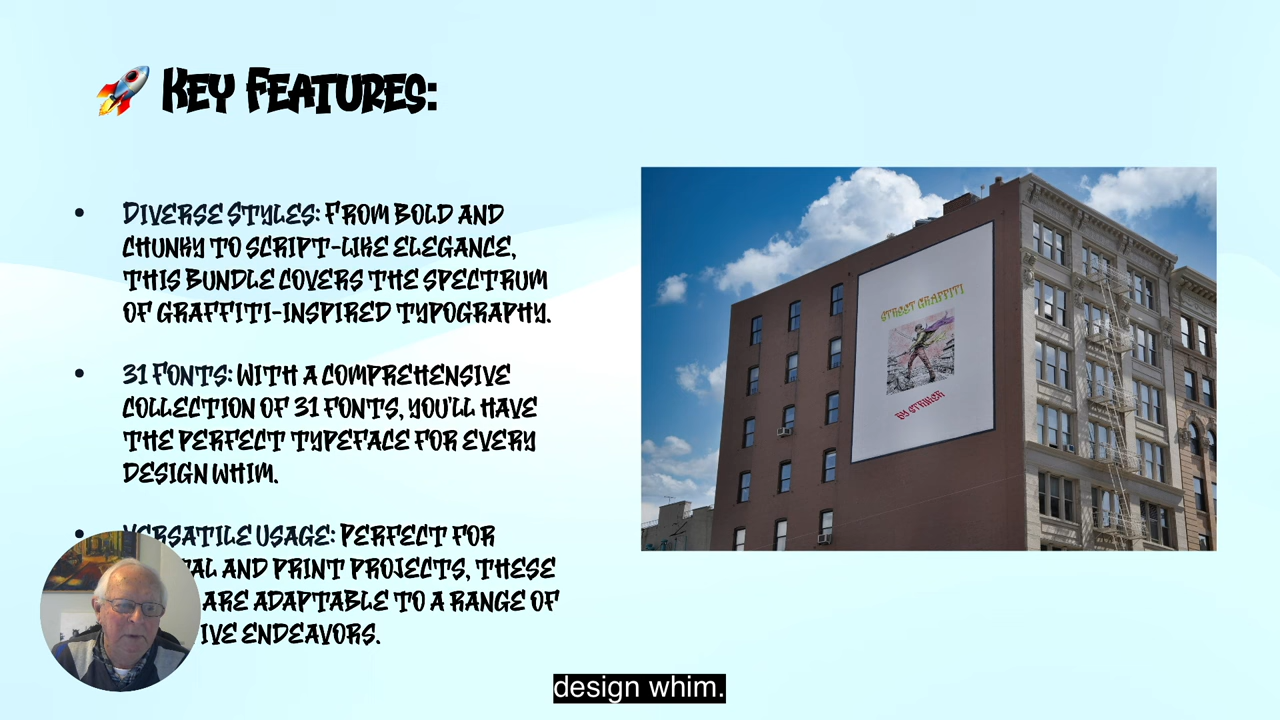 Key Features:
Diverse Styles: From bold and
chunky to script-like elegance,
this bundle covers the spectrum
of graffiti-inspired typography.
31 Fonts: With a comprehensive
collection of 31 fonts, you'll have
the perfect typeface for every
design whim.
Versatile Usage: Perfect for
and print projects, these
are adaptable to a range of
endeavors.
STREET GRAFFITI
design whim.